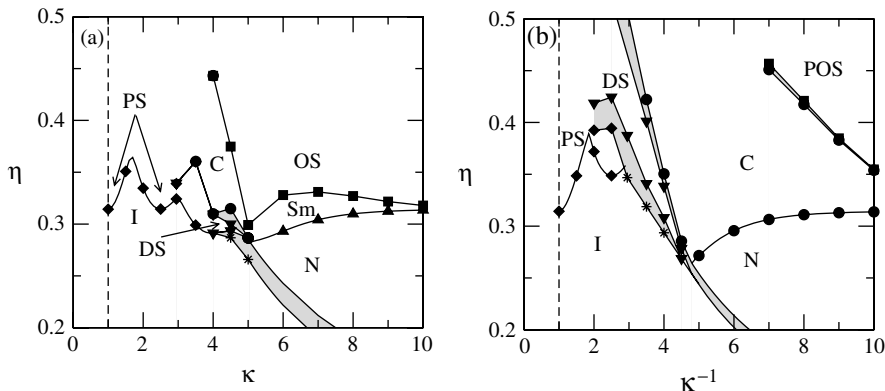 (a)
0.5
0.4
η
0.3
0.2
PS
C
OS
I
Sm
DS
N
0 2 4 6 8 10
κ
(b)
0.5
0.4
η
0.3
0.2
DS
POS
PS
C
I
N
0 2 4 6 8 10
κ⁻¹